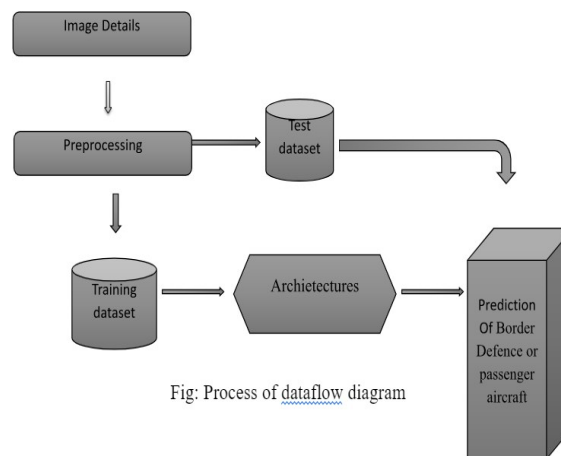 Image Details
Preprocessing
Test
dataset
Training
dataset
Archietectures
Prediction
Of Border
Defence or
passenger
aircraft
Fig: Process of dataflow diagram